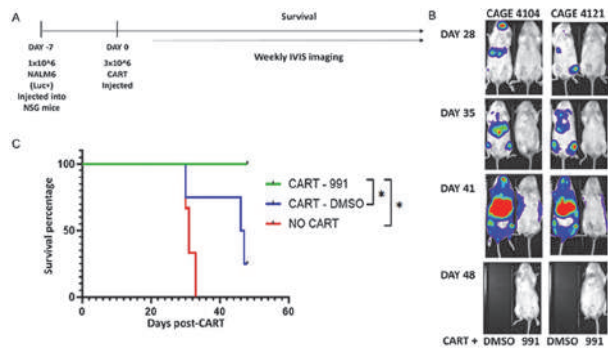 A
Survival
DAY -7
DAY 0
Weekly IVIS imaging
1x10^6
NALM6
(Luc+)
Injected into
NSG mice
3x10^6
CART
Injected
B
CAGE 4104 CAGE 4121
DAY 28
DAY 35
DAY 41
DAY 48
CART + DMSO 991 DMSO 991
C
Survival percentage
100
50
0
0 20 40 60
Days post-CART
CART - 991
CART - DMSO
NO CART
*
*